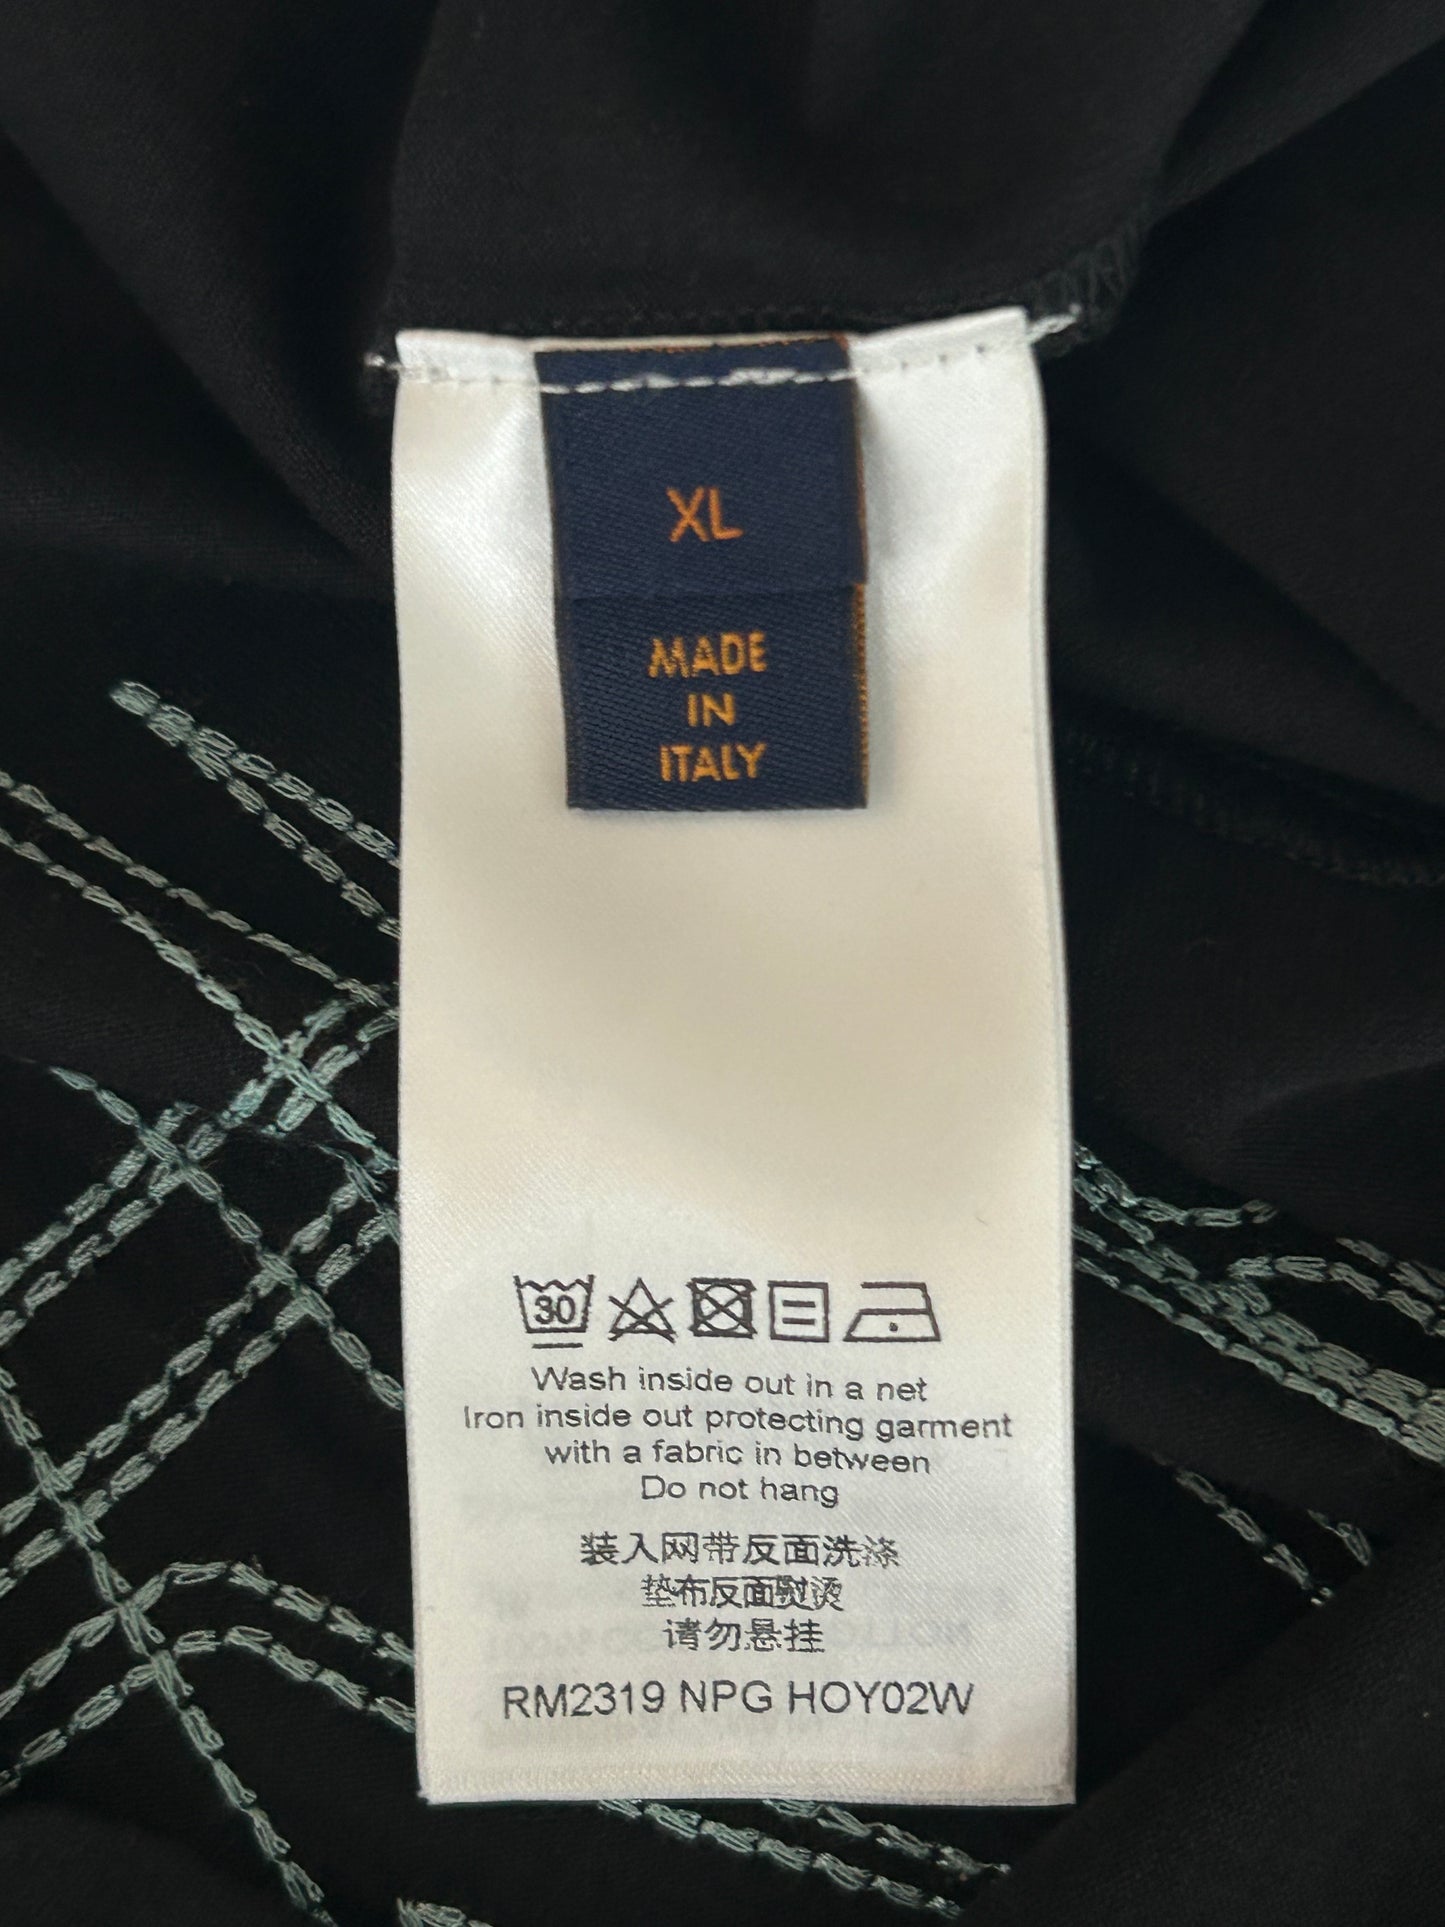 XL
MADE
IN
ITALY
30
Wash inside out in a net
Iron inside out protecting garment
with a fabric in between
Do not hang
装入网带反面洗涤
垫布反面熨烫
请勿悬挂
RM2319 NPG HOY02W